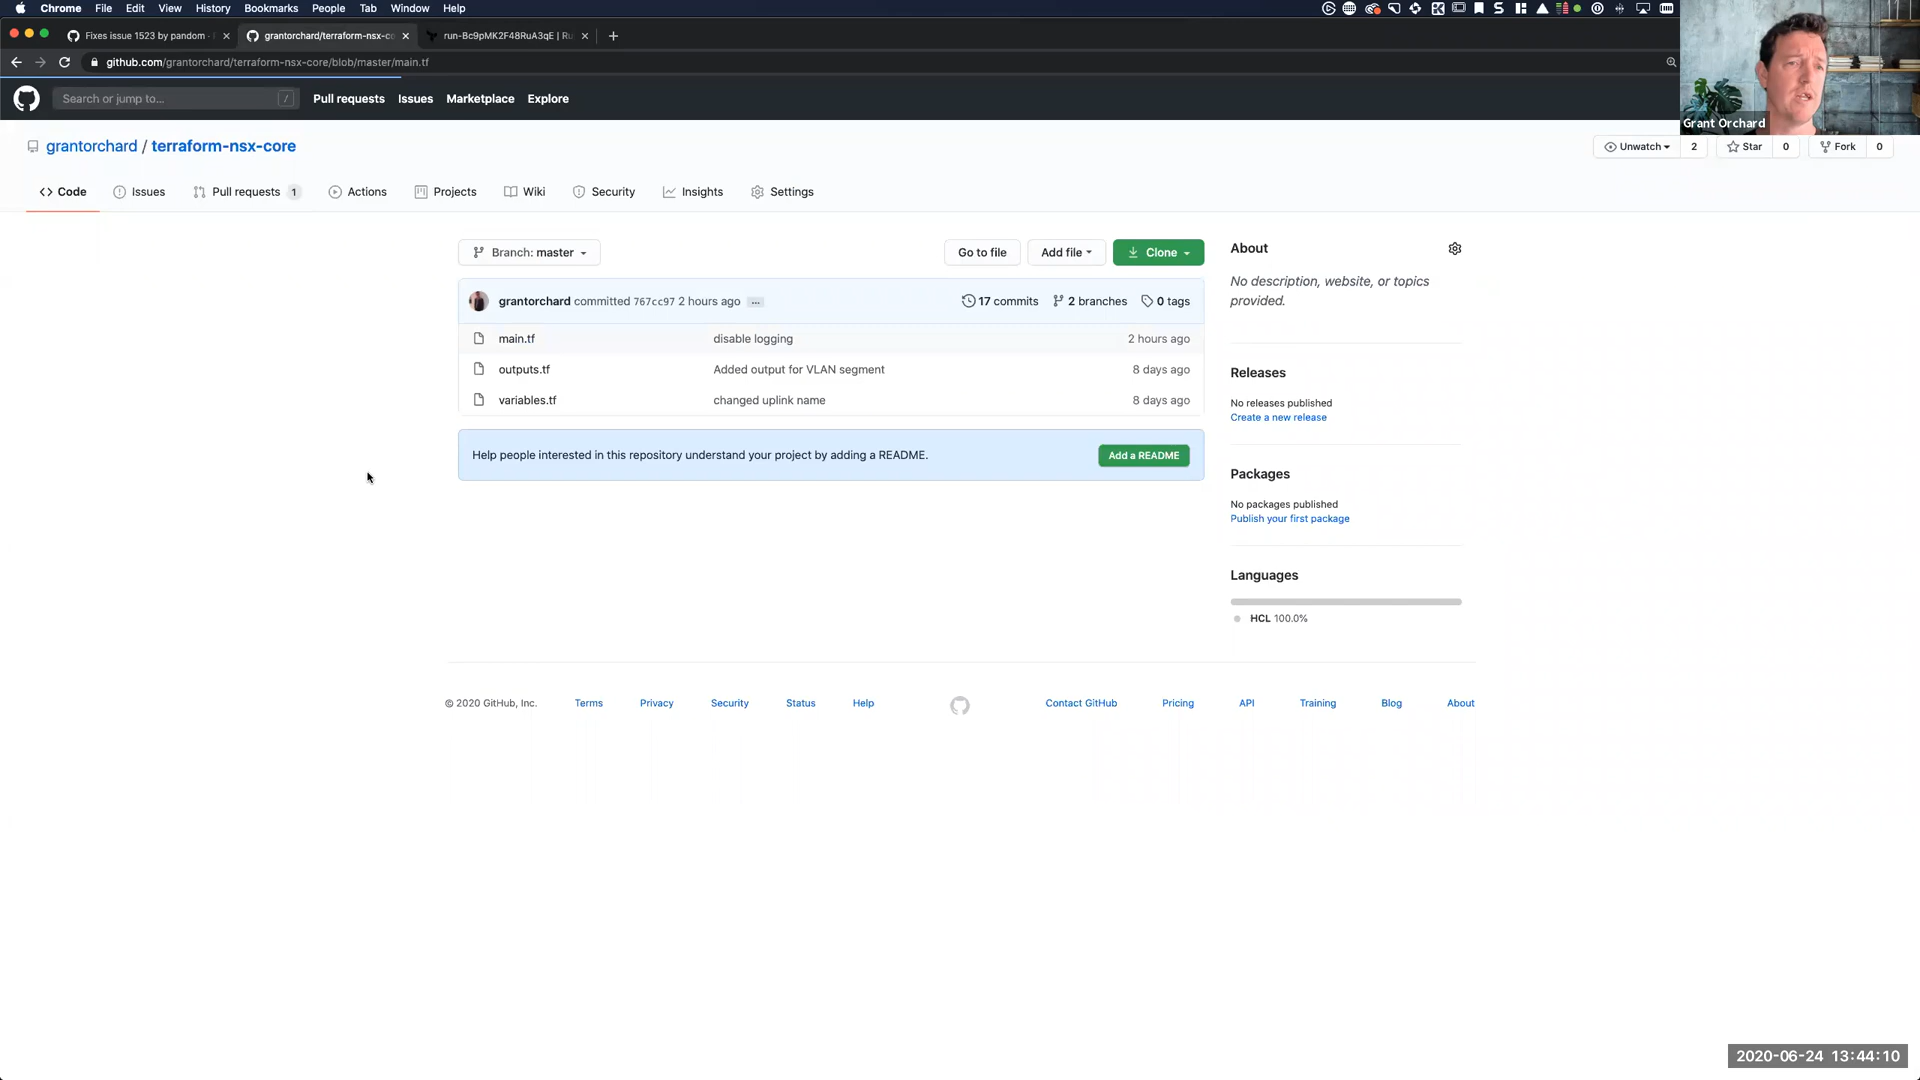 Chrome File Edit View History Bookmarks People Tab Window Help
Fixes issue 1523 by pandom · grantorchard/terraform-nsx-co run-Bc9pMK2F48RuA3qE | Ru
github.com/grantorchard/terraform-nsx-core/blob/master/main.tf
Search or jump to... / Pull requests Issues Marketplace Explore
Grant Orchard
grantorchard / terraform-nsx-core Unwatch 2 Star 0 Fork 0
Code Issues Pull requests 1 Actions Projects Wiki Security Insights Settings
Branch: master Go to file Add file Clone
grantorchard committed 767cc97 2 hours ago ... 17 commits 2 branches 0 tags
main.tf disable logging 2 hours ago
outputs.tf Added output for VLAN segment 8 days ago
variables.tf changed uplink name 8 days ago
Help people interested in this repository understand your project by adding a README. Add a README
About
No description, website, or topics
provided.
Releases
No releases published
Create a new release
Packages
No packages published
Publish your first package
Languages
HCL 100.0%
© 2020 GitHub, Inc. Terms Privacy Security Status Help Contact GitHub Pricing API Training Blog About
2020-06-24 13:44:10